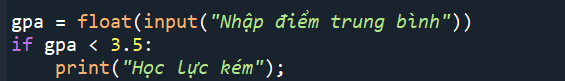 gpa = float(input("Nhập điểm trung bình"))
if gpa < 3.5:
    print("Học lực kém");